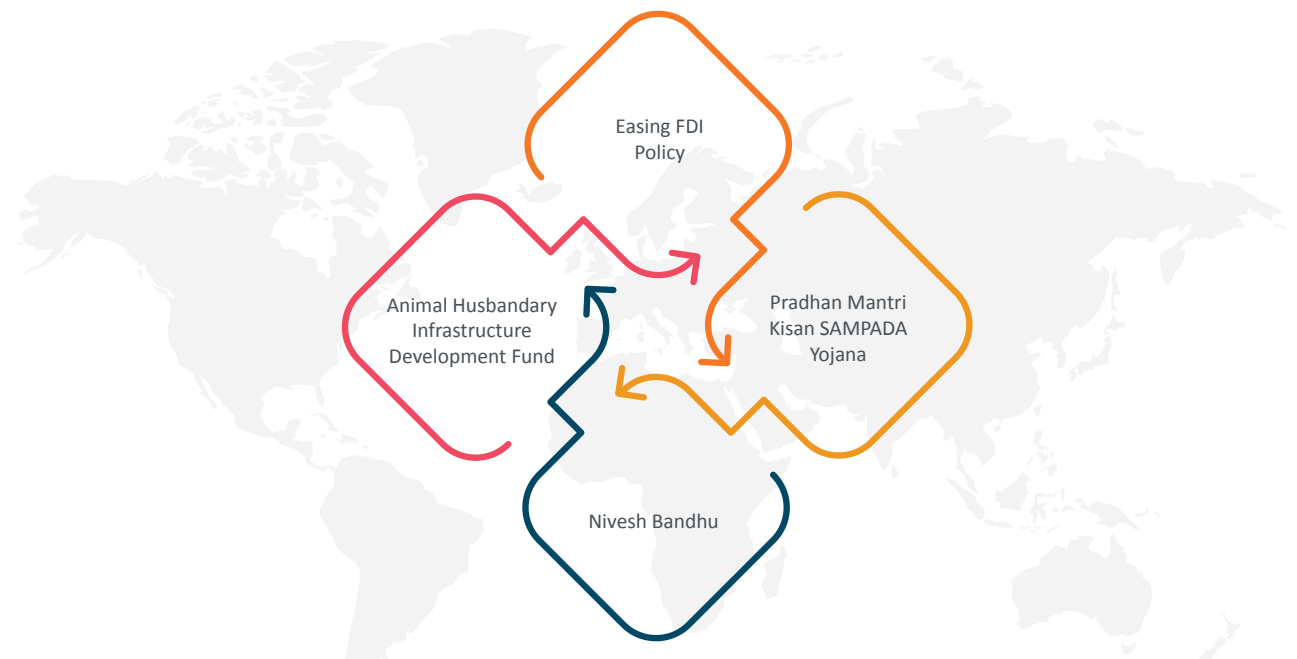 Easing FDI
Policy
Animal Husbandary
Infrastructure
Development Fund
Pradhan Mantri
Kisan SAMPADA
Yojana
Nivesh Bandhu